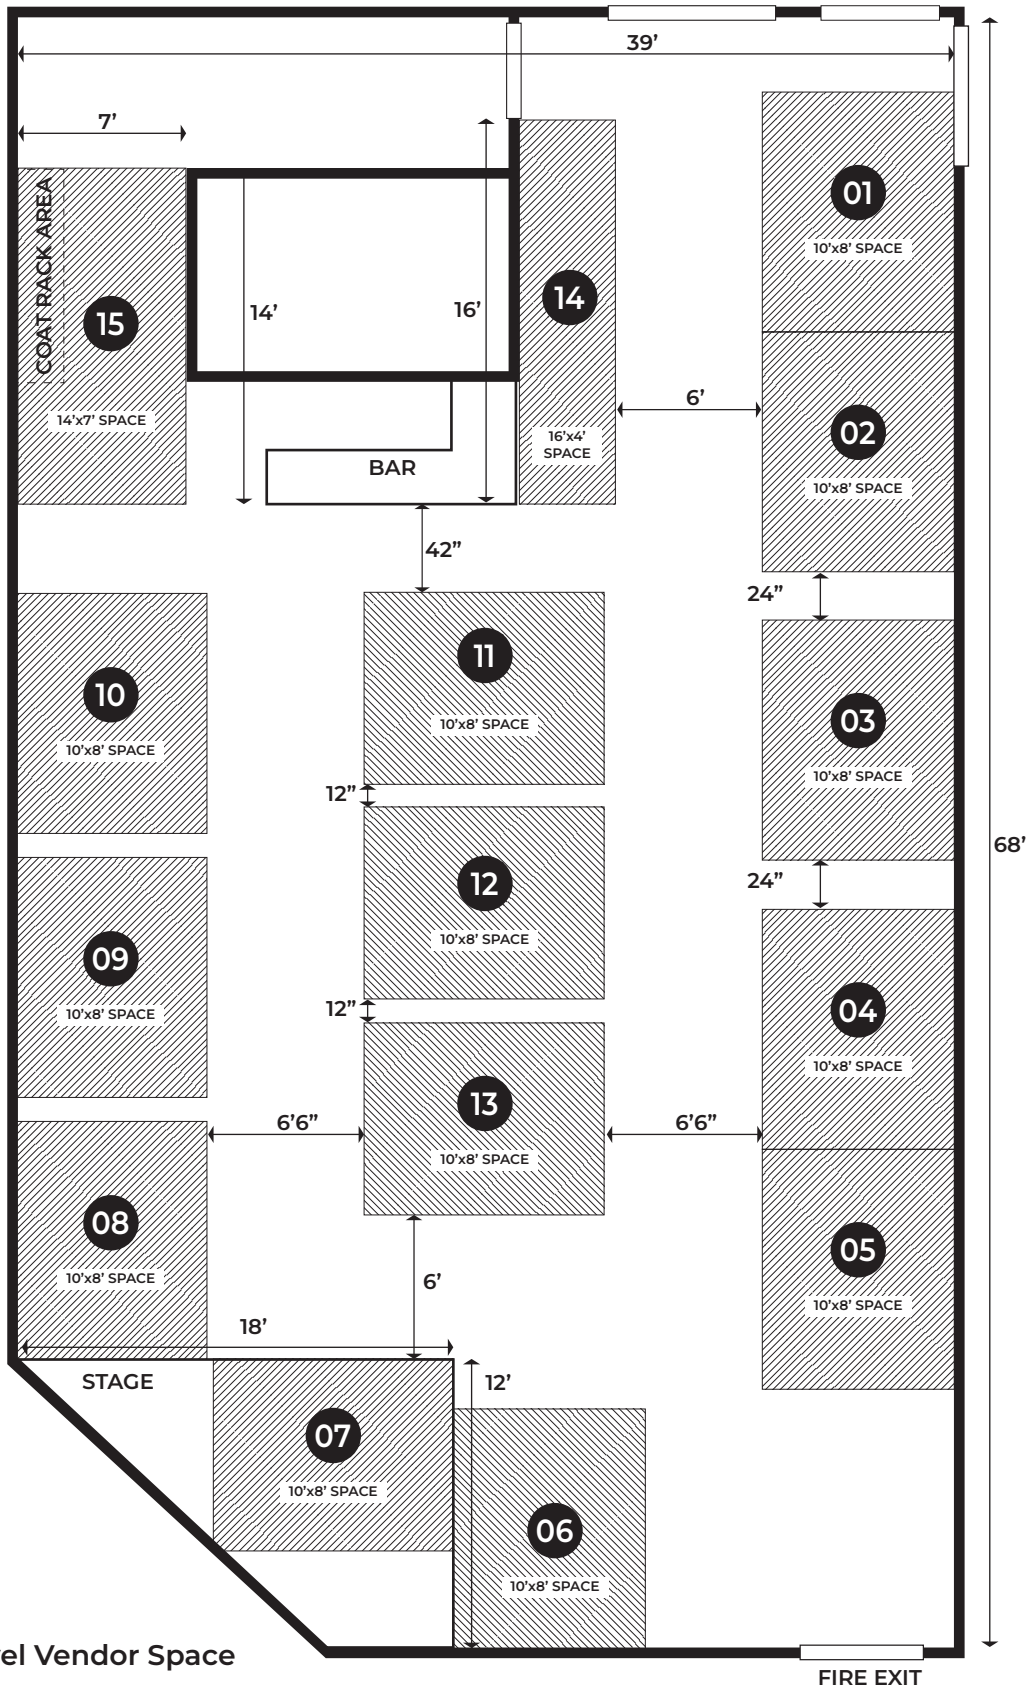 39’
7’
COAT RACK AREA
01
10’x8’ SPACE
14
15
14’
16’
6’
02
14’x7’ SPACE
16’x4’
SPACE
BAR
10’x8’ SPACE
42”
24”
11
10
03
10’x8’ SPACE
10’x8’ SPACE
10’x8’ SPACE
12”
68’
12
24”
10’x8’ SPACE
09
10’x8’ SPACE
12”
04
10’x8’ SPACE
13
6’6”
6’6”
10’x8’ SPACE
08
10’x8’ SPACE
05
6’
10’x8’ SPACE
18’
STAGE
12’
07
10’x8’ SPACE
06
10’x8’ SPACE
el Vendor Space
FIRE EXIT